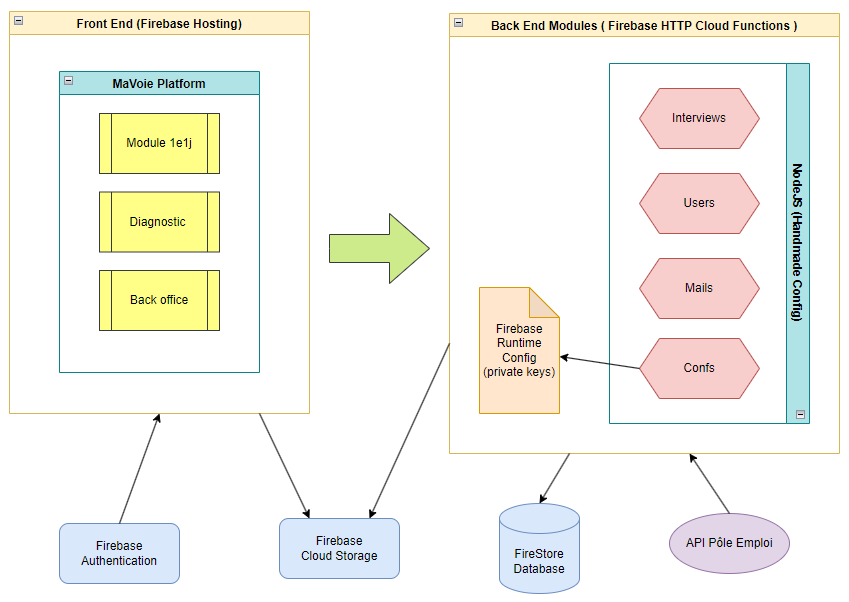 Front End (Firebase Hosting)
MaVoie Platform
Module 1e1j
Diagnostic
Back office
Back End Modules ( Firebase HTTP Cloud Functions )
Interviews
Users
Mails
Confs
NodeJS (Handmade Config)
Firebase
Runtime
Config
(private keys)
Firebase
Authentication
Firebase
Cloud Storage
FireStore
Database
API Pôle Emploi